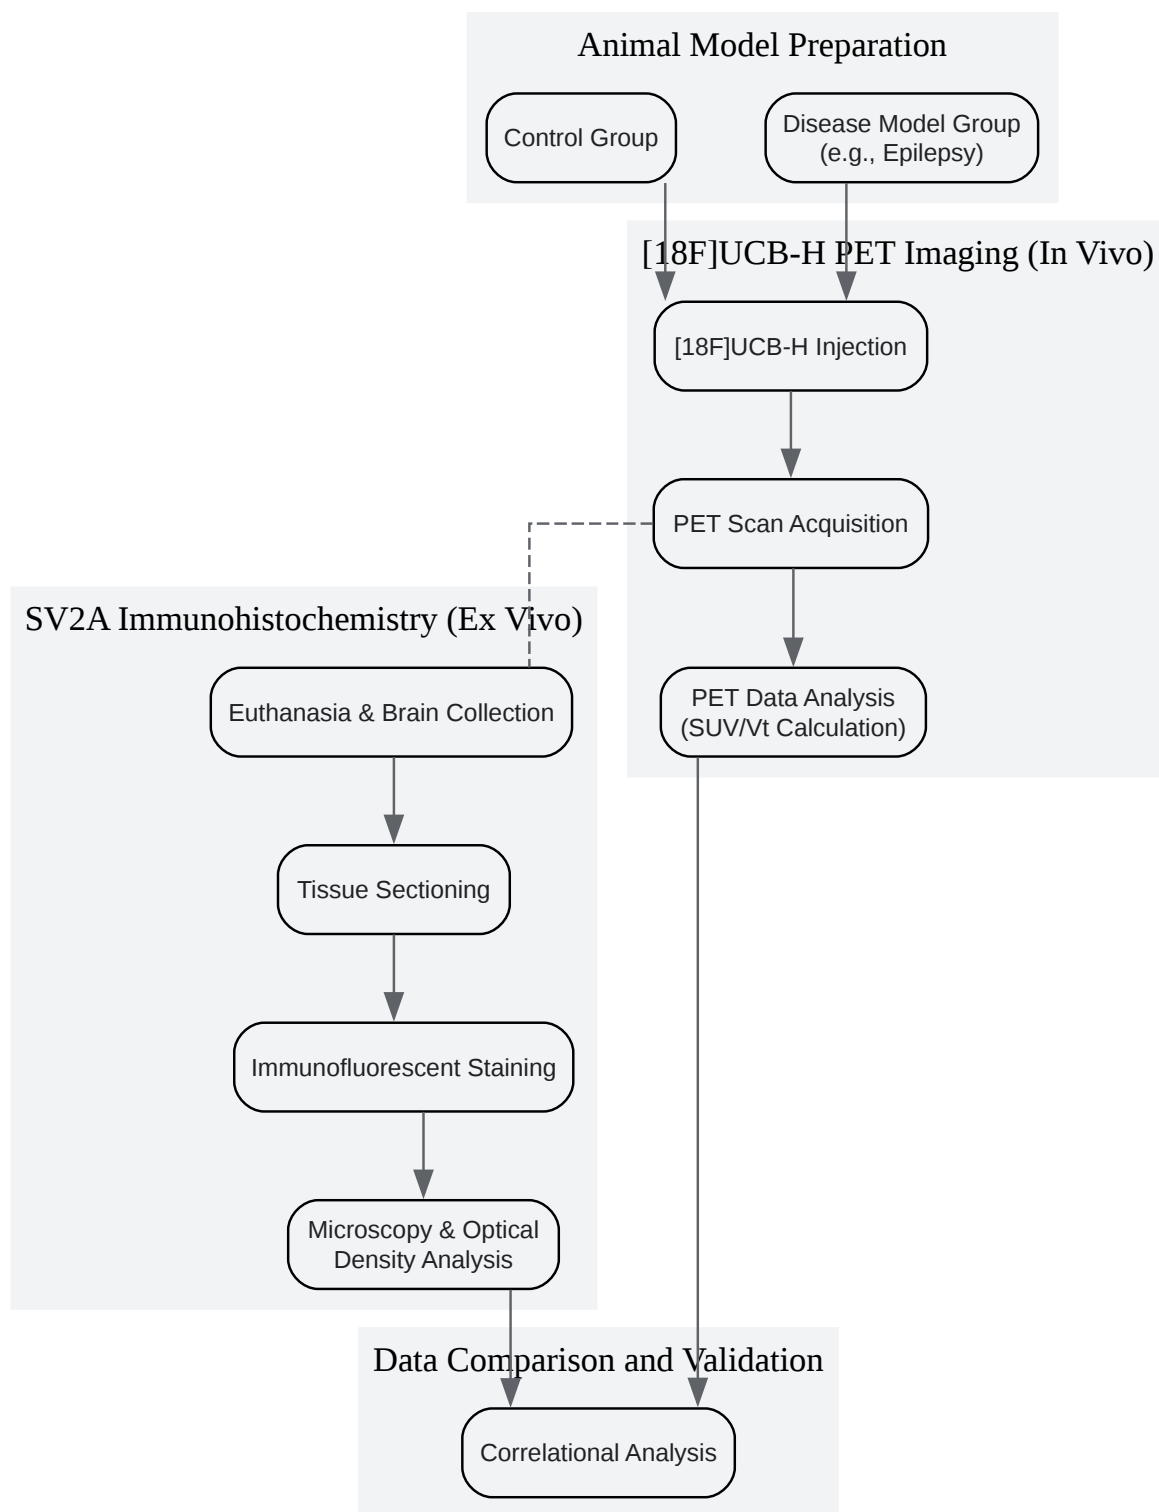 Animal Model Preparation
Control Group
Disease Model Group
(e.g., Epilepsy)
[18F]UCB-H PET Imaging (In Vivo)
[18F]UCB-H Injection
PET Scan Acquisition
SV2A Immunohistochemistry (Ex Vivo)
Euthanasia & Brain Collection
PET Data Analysis
(SUV/Vt Calculation)
Tissue Sectioning
Immunofluorescent Staining
Microscopy & Optical
Density Analysis
Data Comparison and Validation
Correlational Analysis